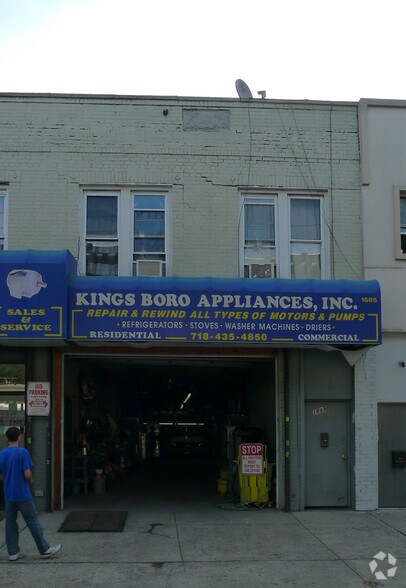 KINGS BORO APPLIANCES, INC. 1685
REPAIR & REWIND ALL TYPES OF MOTORS & PUMPS
· REFRIGERATORS · STOVES · WASHER MACHINES · DRIERS ·
RESIDENTIAL 718-435-4850 COMMERCIAL
SALES
&
SERVICE
NO
PARKING
STOP